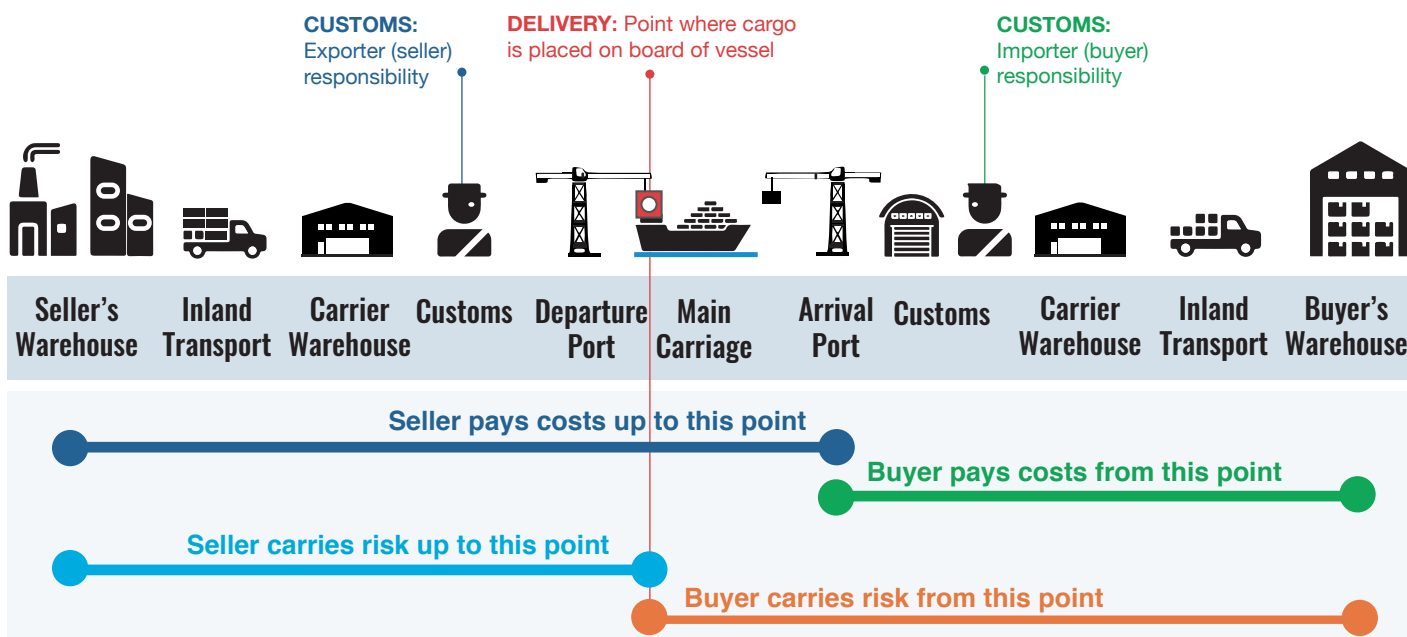 CUSTOMS:
Exporter (seller)
responsibility
DELIVERY: Point where cargo
is placed on board of vessel
CUSTOMS:
Importer (buyer)
responsibility
Seller’s
Warehouse
Inland
Transport
Carrier
Warehouse
Customs
Departure
Port
Main
Carriage
Arrival
Port
Customs
Carrier
Warehouse
Inland
Transport
Buyer’s
Warehouse
Seller pays costs up to this point
Buyer pays costs from this point
Seller carries risk up to this point
Buyer carries risk from this point